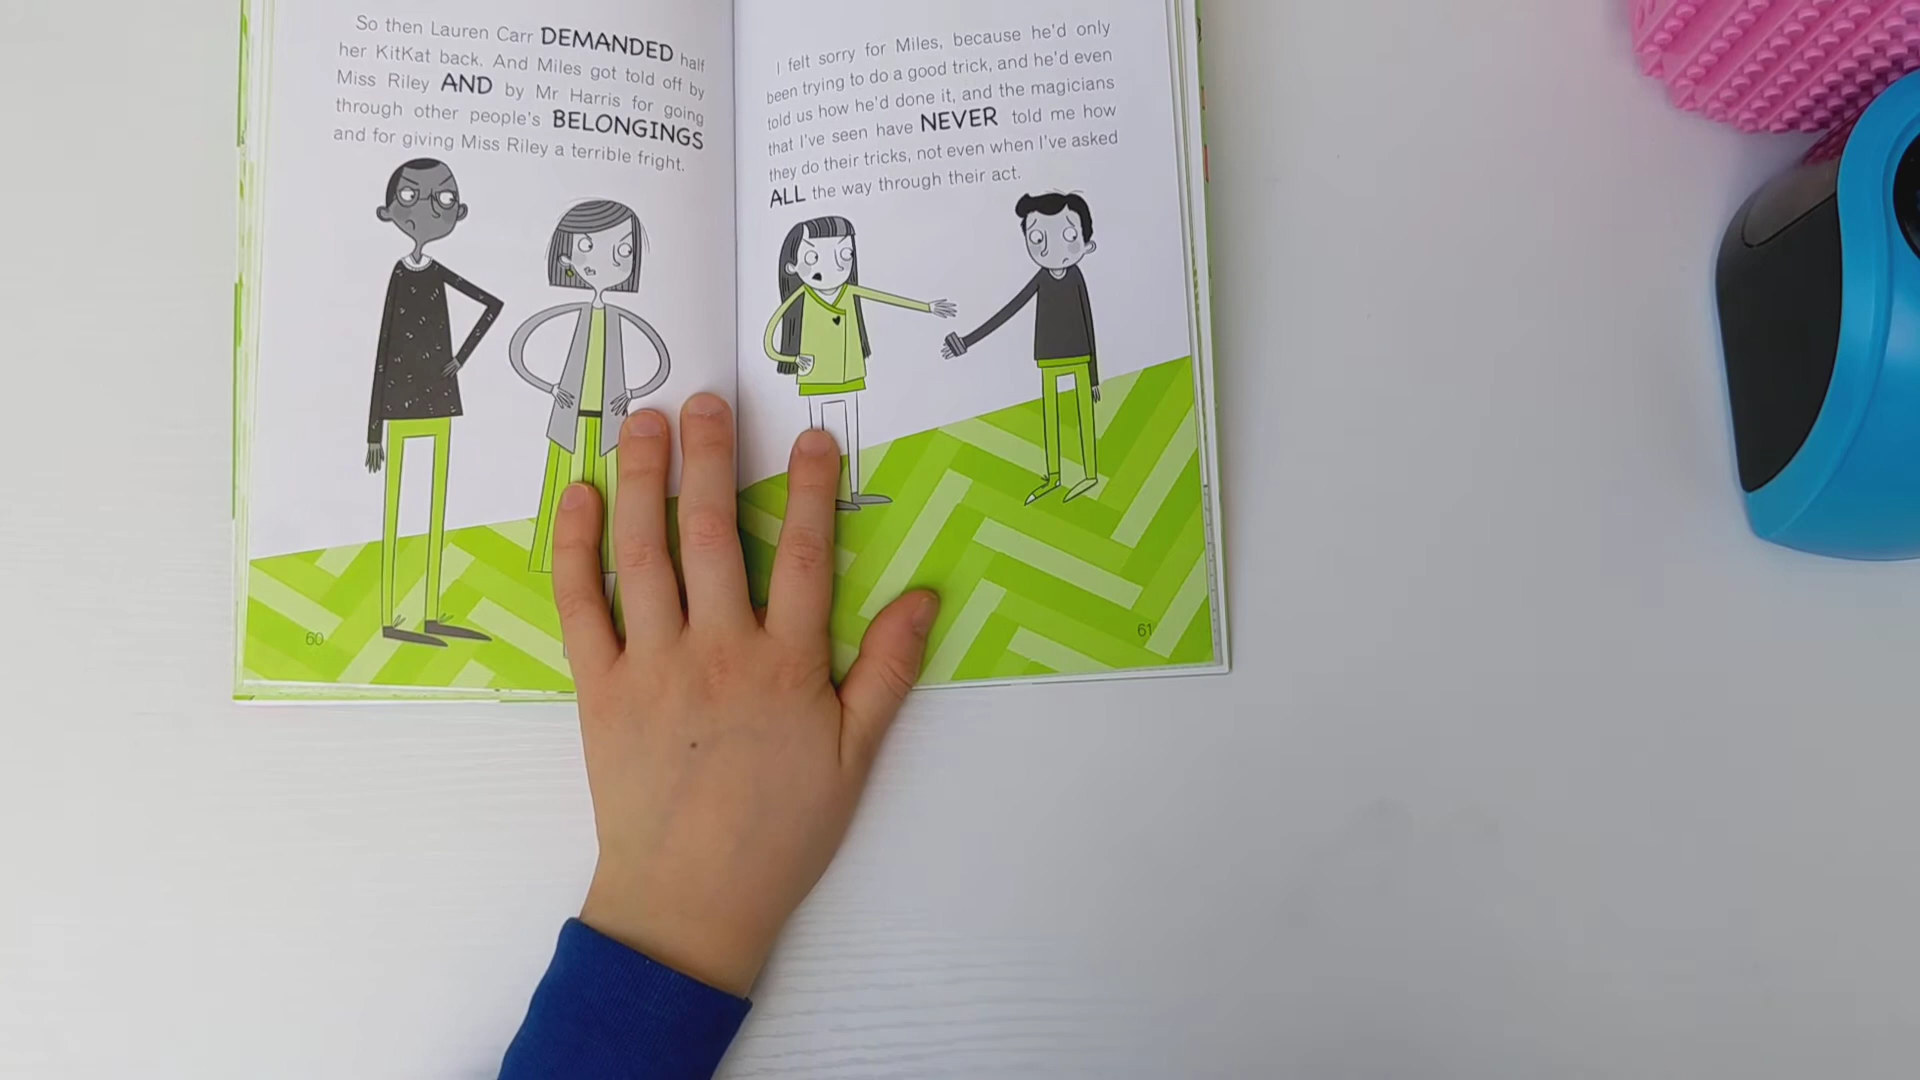 So then Lauren Carr DEMANDED half
her KitKat back. And Miles got told off by
Miss Riley AND by Mr Harris for going
through other people's BELONGINGS
and for giving Miss Riley a terrible fright.
60
I felt sorry for Miles, because he'd only
been trying to do a good trick, and he'd even
told us how he'd done it, and the magicians
that I've seen have NEVER told me how
they do their tricks, not even when I've asked
ALL the way through their act.
61